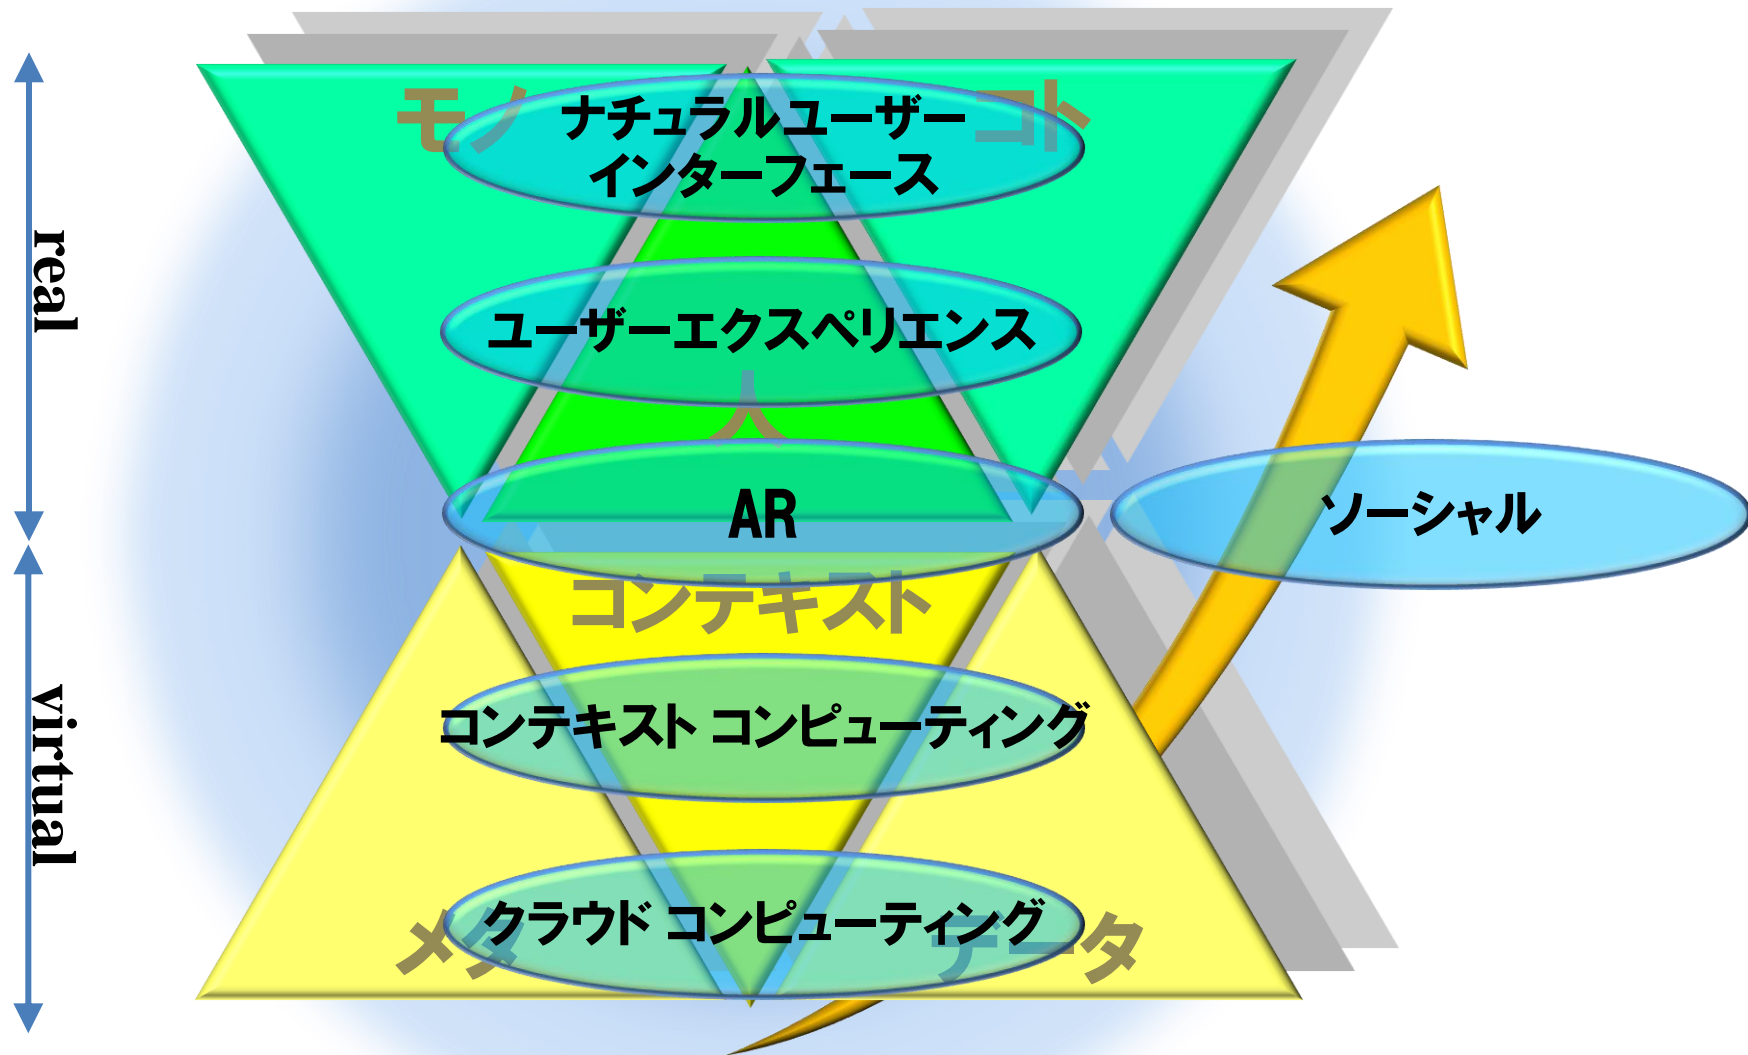 モノ
コト
ナチュラルユーザー
インターフェース
real
ユーザーエクスペリエンス
人
AR
ソーシャル
コンテキスト
virtual
コンテキスト コンピューティング
クラウド コンピューティング
メタ
データ